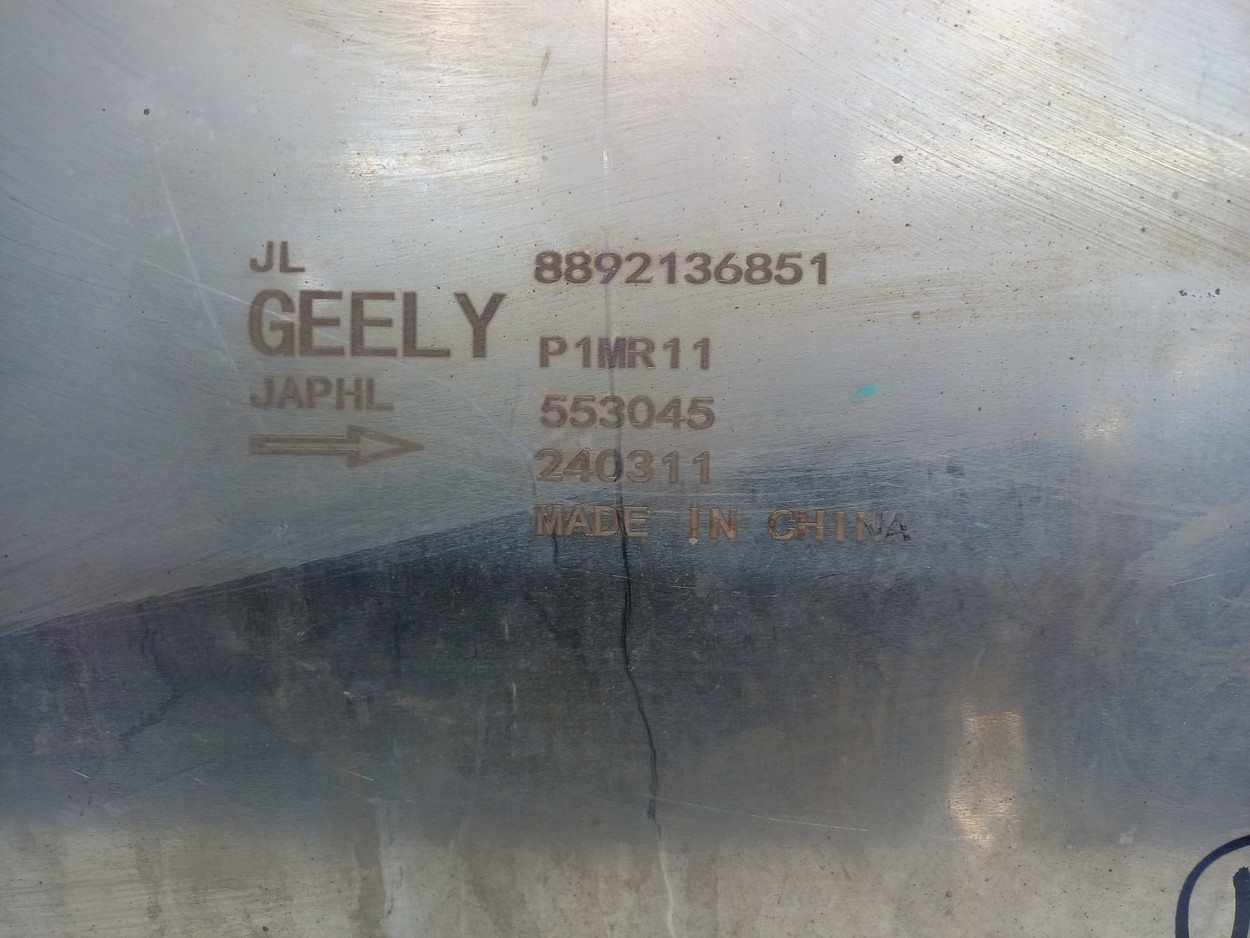 JL
GEELY
JAPHL
8892136851
P1MR11
553045
240311
MADE IN CHINA